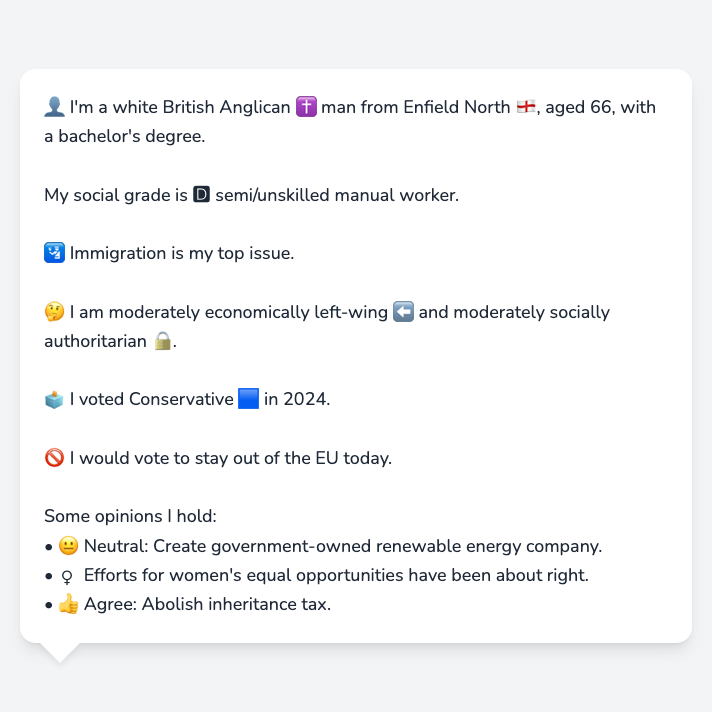 👤 I'm a white British Anglican ✝️ man from Enfield North 🏴󠁧󠁢󠁥󠁮󠁧󠁿, aged 66, with
a bachelor's degree.
My social grade is 🅳 semi/unskilled manual worker.
🛂 Immigration is my top issue.
🤔 I am moderately economically left-wing ⬅️ and moderately socially
authoritarian 🔒.
🗳️ I voted Conservative 🟦 in 2024.
🚫 I would vote to stay out of the EU today.
Some opinions I hold:
• 😐 Neutral: Create government-owned renewable energy company.
• ♀ Efforts for women's equal opportunities have been about right.
• 👍 Agree: Abolish inheritance tax.